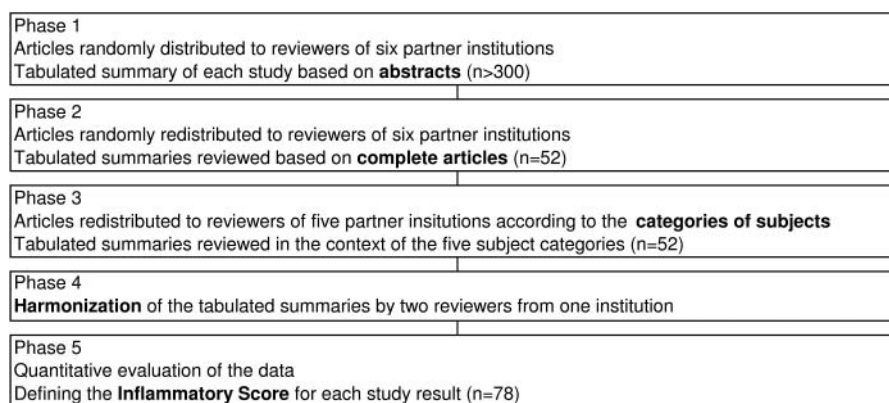 Phase 1
Articles randomly distributed to reviewers of six partner institutions
Tabulated summary of each study based on abstracts (n>300)
Phase 2
Articles randomly redistributed to reviewers of six partner institutions
Tabulated summaries reviewed based on complete articles (n=52)
Phase 3
Articles redistributed to reviewers of five partner insitutions according to the categories of subjects
Tabulated summaries reviewed in the context of the five subject categories (n=52)
Phase 4
Harmonization of the tabulated summaries by two reviewers from one institution
Phase 5
Quantitative evaluation of the data
Defining the Inflammatory Score for each study result (n=78)